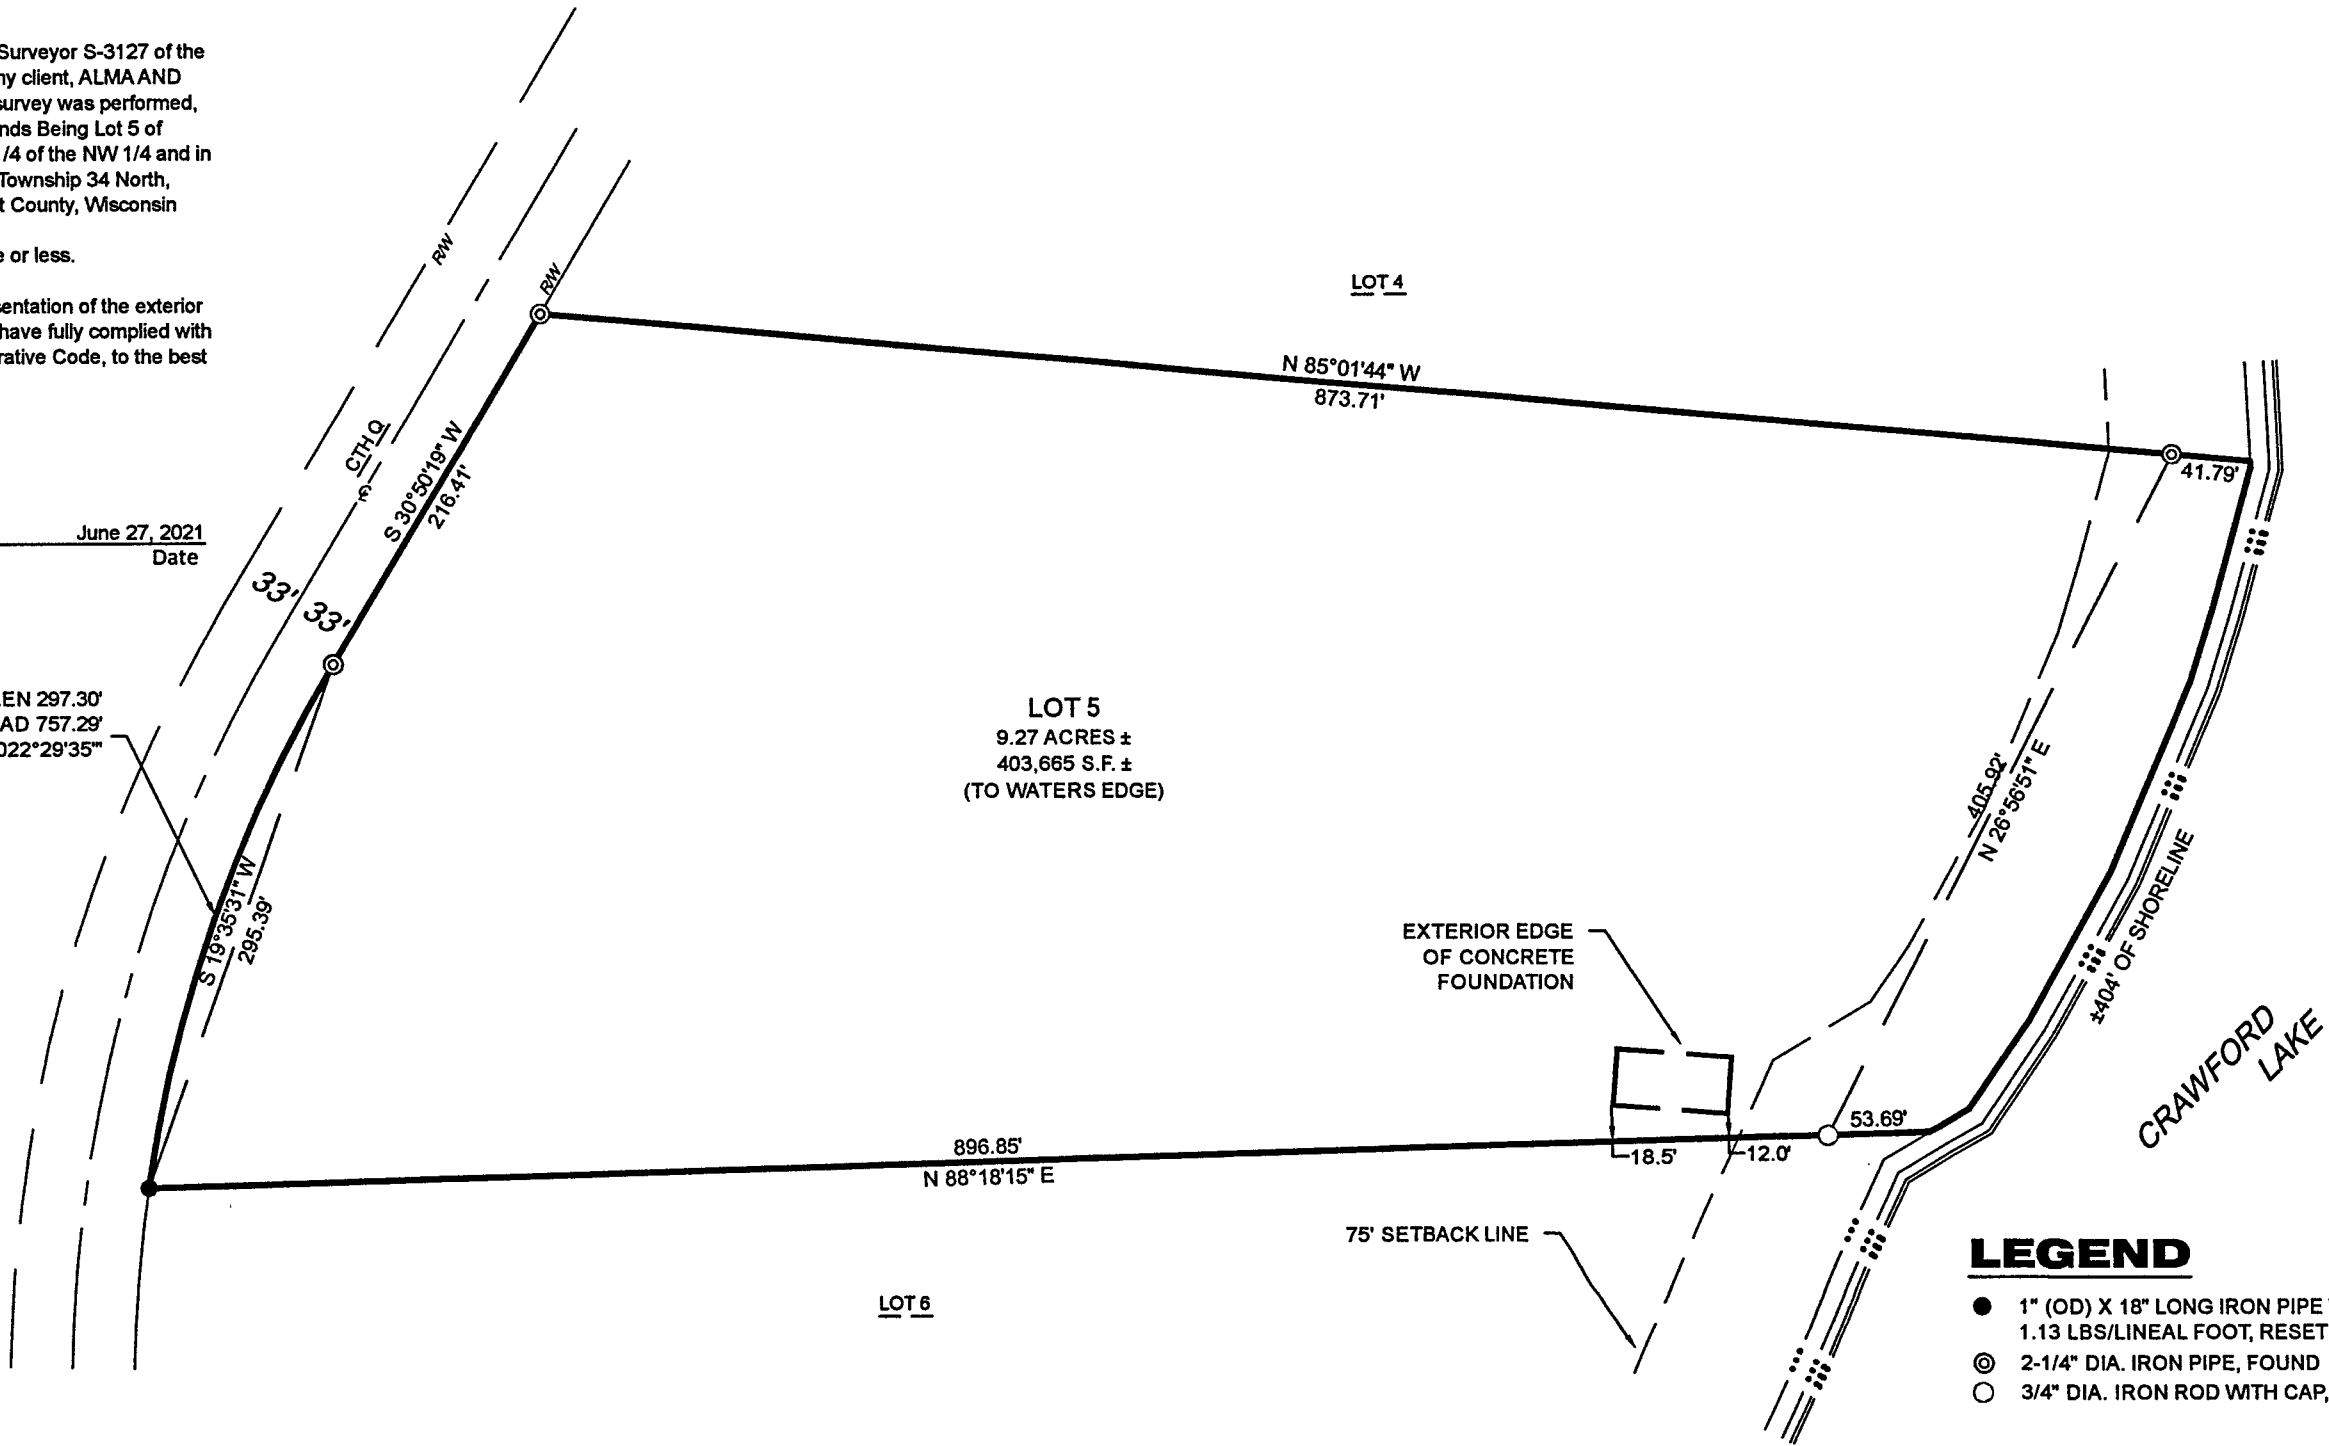 Surveyor S-3127 of the
client, ALMA AND
survey was performed,
Being Lot 5 of
/4 of the NW 1/4 and in
Township 34 North,
County, Wisconsin
or less.
of the exterior
have fully complied with
Code, to the best
June 27, 2021
Date
297.30'
757.29'
022°29'35"'
R/W
R/W
CTH Q
33' 33'
S 30°50'19" W
216.41'
S 19°35'31" W
295.39'
LOT 4
N 85°01'44" W
873.71'
41.79'
LOT 5
9.27 ACRES ±
403,665 S.F. ±
(TO WATERS EDGE)
405.92'
N 26°56'51" E
±404' OF SHORELINE
CRAWFORD
LAKE
EXTERIOR EDGE
OF CONCRETE
FOUNDATION
53.69'
896.85'
N 88°18'15" E
18.5'
12.0'
75' SETBACK LINE
LOT 6
LEGEND
1" (OD) X 18" LONG IRON PIPE
1.13 LBS/LINEAL FOOT, RESET
2-1/4" DIA. IRON PIPE, FOUND
3/4" DIA. IRON ROD WITH CAP,